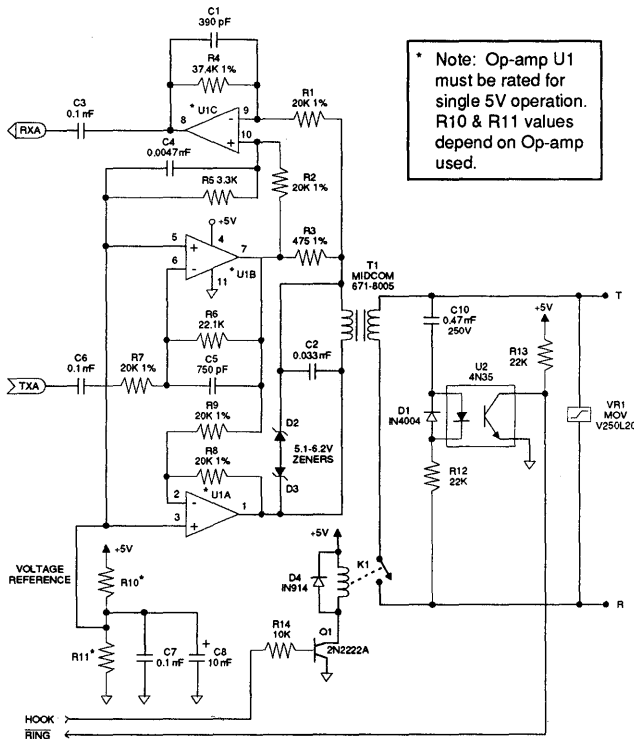 C1
390 pF
R4
37.4K 1%
C3
0.1 mF
* U1C
8
9
-
+
10
R1
20K 1%
RXA
C4
0.0047mF
R2
20K 1%
R5 3.3K
+5V
4
5
+
6
-
7
* U1B
11
R3
475 1%
T1
MIDCOM
671-8005
R6
22.1K
C5
750 pF
C2
0.033mF
C6
0.1 mF
R7
20K 1%
TXA
R9
20K 1%
R8
20K 1%
* U1A
2
-
3
+
1
D2
5.1-6.2V
ZENERS
D3
C10
0.47mF
250V
+5V
R13
22K
U2
4N35
D1
IN4004
R12
22K
VR1
MOV
V250L20
T
R
VOLTAGE
REFERENCE
+5V
R10*
R11*
C7
0.1 mF
+
C8
10 mF
+5V
D4
IN914
K1
R14
10K
Q1
2N2222A
HOOK
RING
* Note: Op-amp U1
must be rated for
single 5V operation.
R10 & R11 values
depend on Op-amp
used.